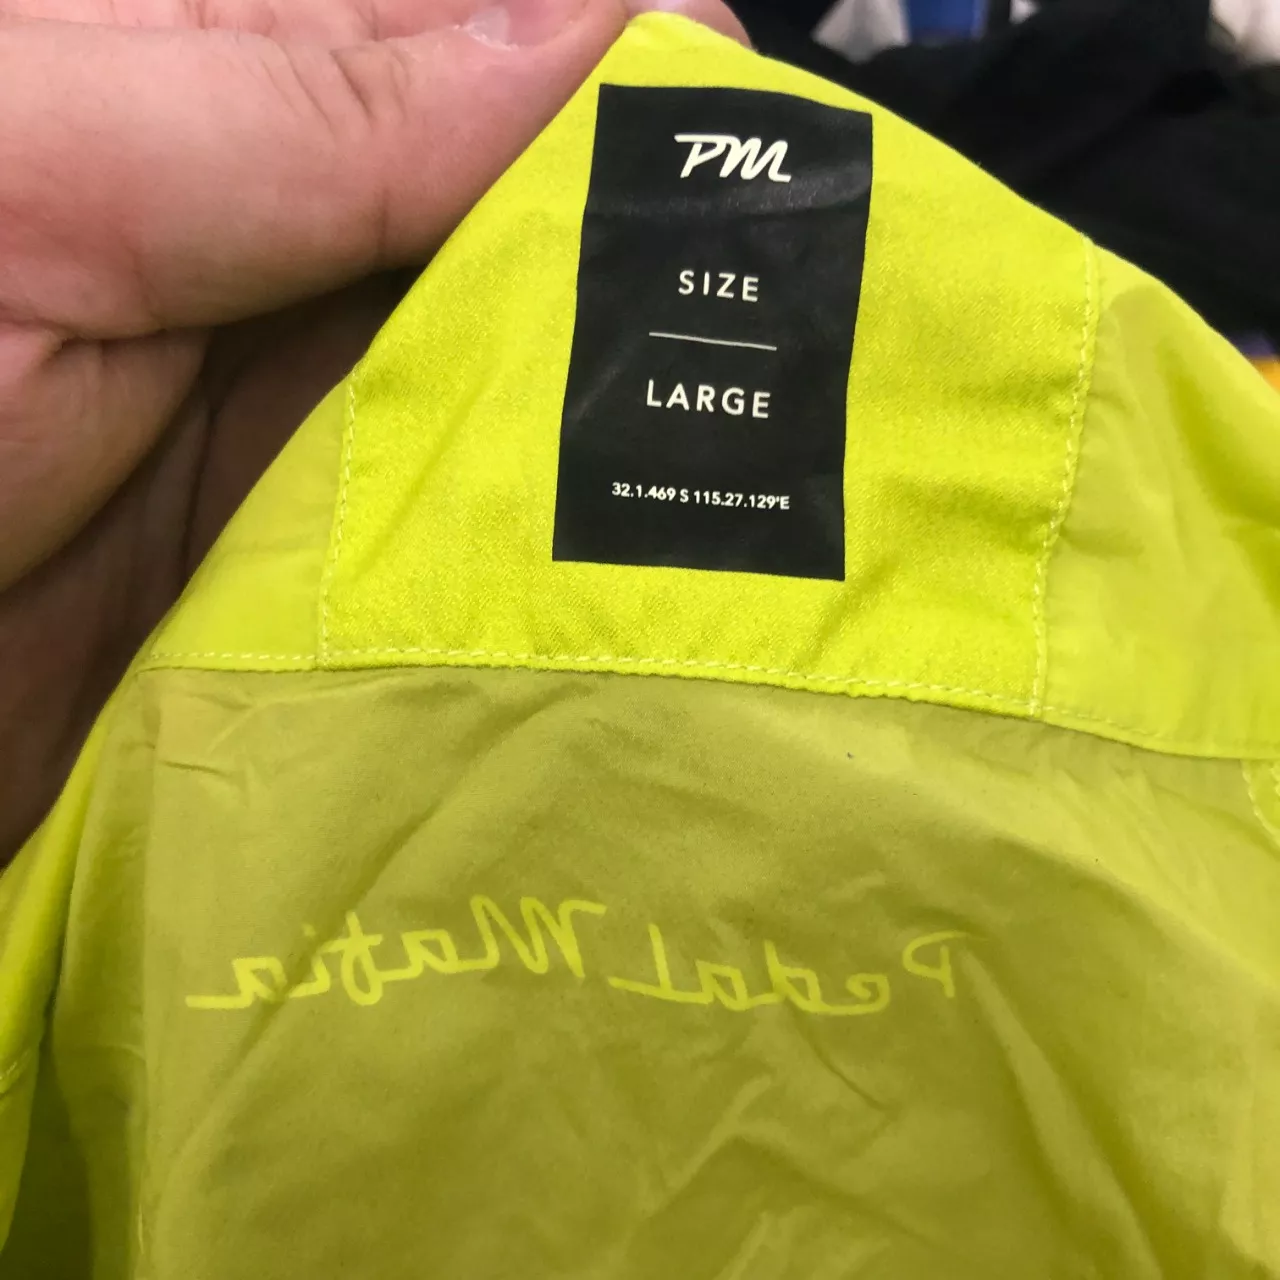 PM
SIZE
LARGE
32.1.469 S 115.27.129'E
Pedal Mafia